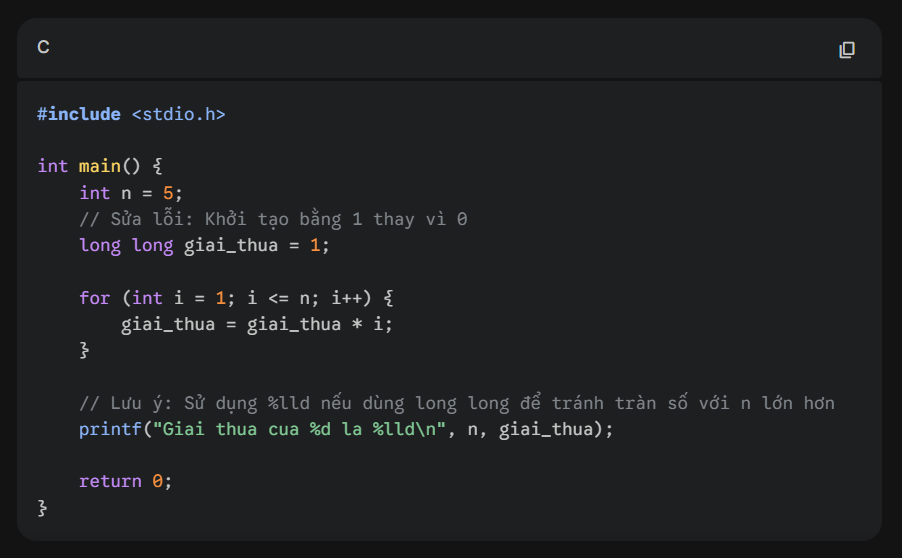 C
#include <stdio.h>
int main() {
    int n = 5;
    // Sửa lỗi: Khởi tạo bằng 1 thay vì 0
    long long giai_thua = 1;
    for (int i = 1; i <= n; i++) {
        giai_thua = giai_thua * i;
    }
    // Lưu ý: Sử dụng %lld nếu dùng long long để tránh tràn số với n lớn hơn
    printf("Giai thua cua %d la %lld\n", n, giai_thua);
    return 0;
}